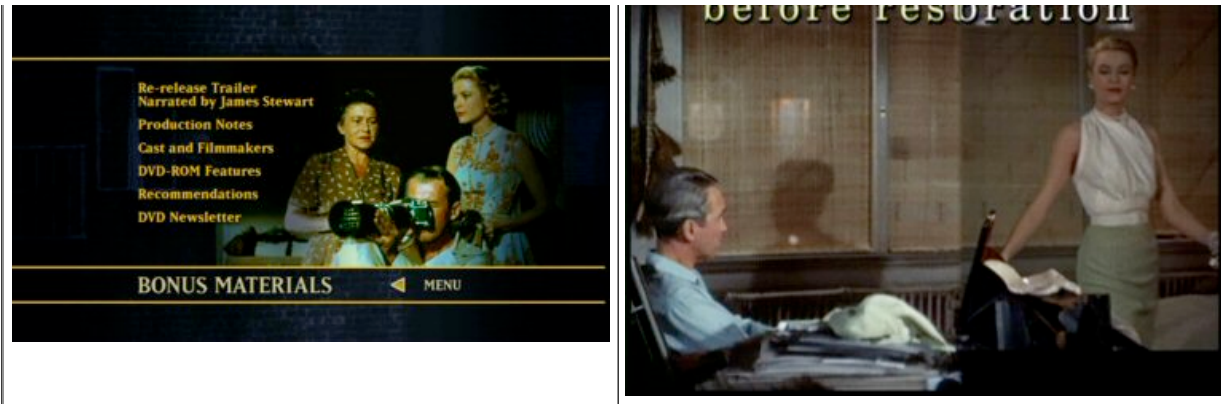 Re-release Trailer
Narrated by James Stewart
Production Notes
Cast and Filmmakers
DVD-ROM Features
Recommendations
DVD Newsletter
BONUS MATERIALS
MENU
before restoration